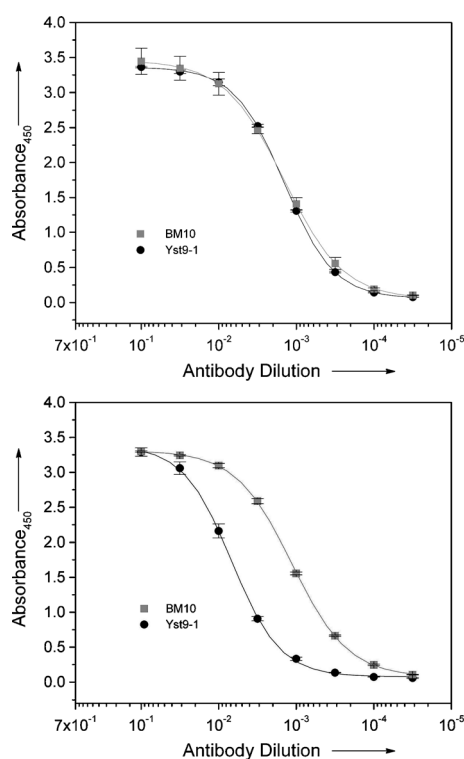 4.0
3.5
3.0
2.5
2.0
1.5
1.0
0.5
0.0
Absorbance₄₅₀
BM10
Yst9-1
7x10⁻¹ 10⁻¹ 10⁻² 10⁻³ 10⁻⁴ 10⁻⁵
Antibody Dilution
4.0
3.5
3.0
2.5
2.0
1.5
1.0
0.5
0.0
Absorbance₄₅₀
BM10
Yst9-1
7x10⁻¹ 10⁻¹ 10⁻² 10⁻³ 10⁻⁴ 10⁻⁵
Antibody Dilution